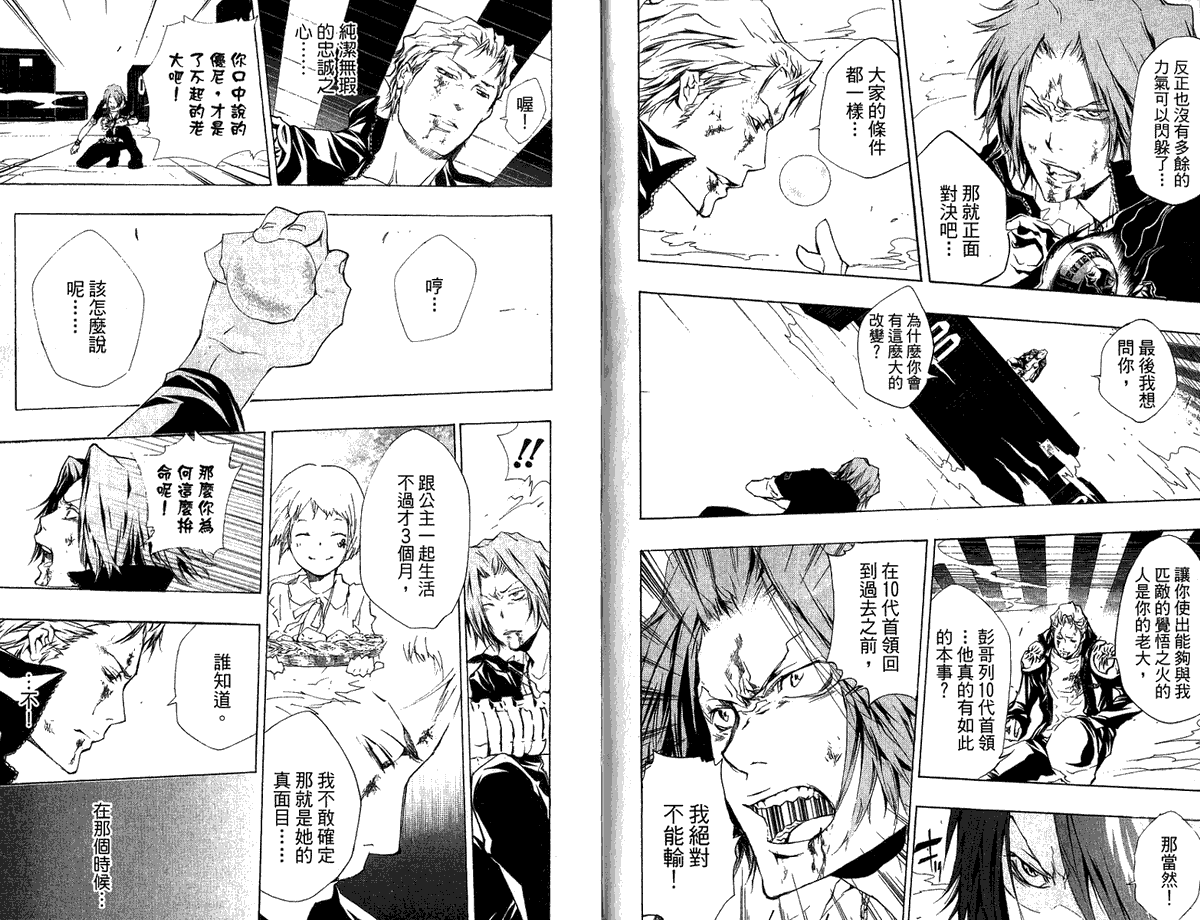 反正也沒有多餘的
力氣可以閃躲了…
那就正面
對決吧…
大家的條件
都一樣…
最後我想
問你，
為什麼你會
有這麼大的
改變？
讓你使出能夠與我
匹敵的覺悟之火的
人是你的老大，
彭哥列10代首領
…他真的有如此
的本事？
那當然！
在10代首領回
到過去之前，
我絕對
不能輸！
喔！
純潔無瑕
的忠誠之
心……
你口中說的
優尼，才是
了不起的老
大吧！
哼…
該怎麼說
呢……
!!
跟公主一起生活
不過才3個月，
我不敢確定
那就是她的
真面目……
那麼你為
何這麼拚
命呢！
誰知道。
…不！
在那個時候…